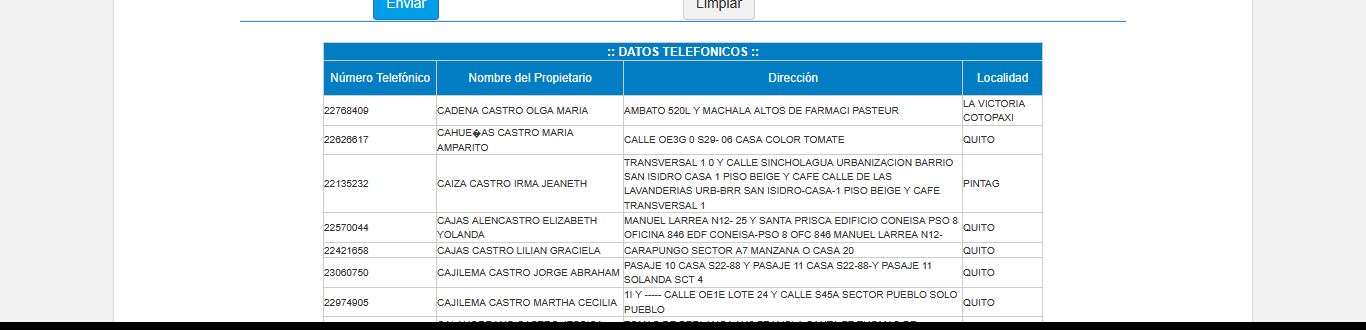 Enviar Limpiar
:: DATOS TELEFONICOS ::
Número Telefónico Nombre del Propietario Dirección Localidad
22768409 CADENA CASTRO OLGA MARIA AMBATO 520L Y MACHALA ALTOS DE FARMACI PASTEUR LA VICTORIA
COTOPAXI
22626617 CAHUE�AS CASTRO MARIA
AMPARITO CALLE OE3G 0 S29- 06 CASA COLOR TOMATE QUITO
22135232 CAIZA CASTRO IRMA JEANETH TRANSVERSAL 1 0 Y CALLE SINCHOLAGUA URBANIZACION BARRIO
SAN ISIDRO CASA 1 PISO BEIGE Y CAFE CALLE DE LAS
LAVANDERIAS URB-BRR SAN ISIDRO-CASA-1 PISO BEIGE Y CAFE
TRANSVERSAL 1 PINTAG
22570044 CAJAS ALENCASTRO ELIZABETH
YOLANDA MANUEL LARREA N12- 25 Y SANTA PRISCA EDIFICIO CONEISA PSO 8
OFICINA 846 EDF CONEISA-PSO 8 OFC 846 MANUEL LARREA N12- QUITO
22421658 CAJAS CASTRO LILIAN GRACIELA CARAPUNGO SECTOR A7 MANZANA O CASA 20 QUITO
23060750 CAJILEMA CASTRO JORGE ABRAHAM PASAJE 10 CASA S22-88 Y PASAJE 11 CASA S22-88-Y PASAJE 11
SOLANDA SCT 4 QUITO
22974905 CAJILEMA CASTRO MARTHA CECILIA 1I Y ----- CALLE OE1E LOTE 24 Y CALLE S45A SECTOR PUEBLO SOLO
PUEBLO QUITO